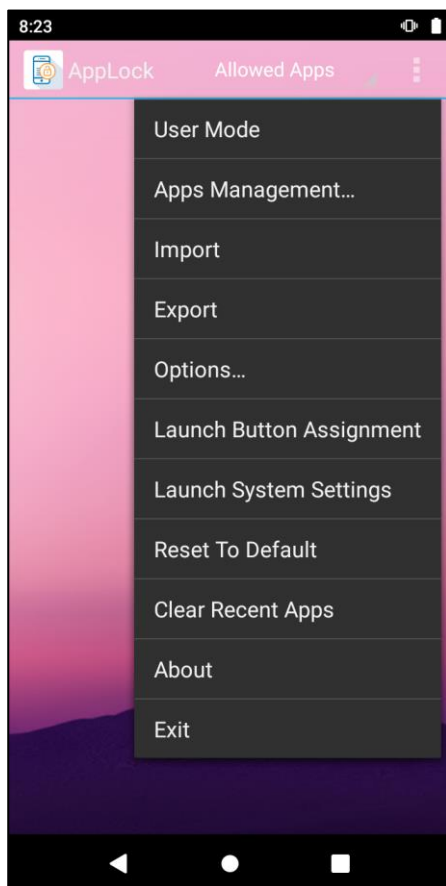 8:23
AppLock Allowed Apps
User Mode
Apps Management...
Import
Export
Options...
Launch Button Assignment
Launch System Settings
Reset To Default
Clear Recent Apps
About
Exit